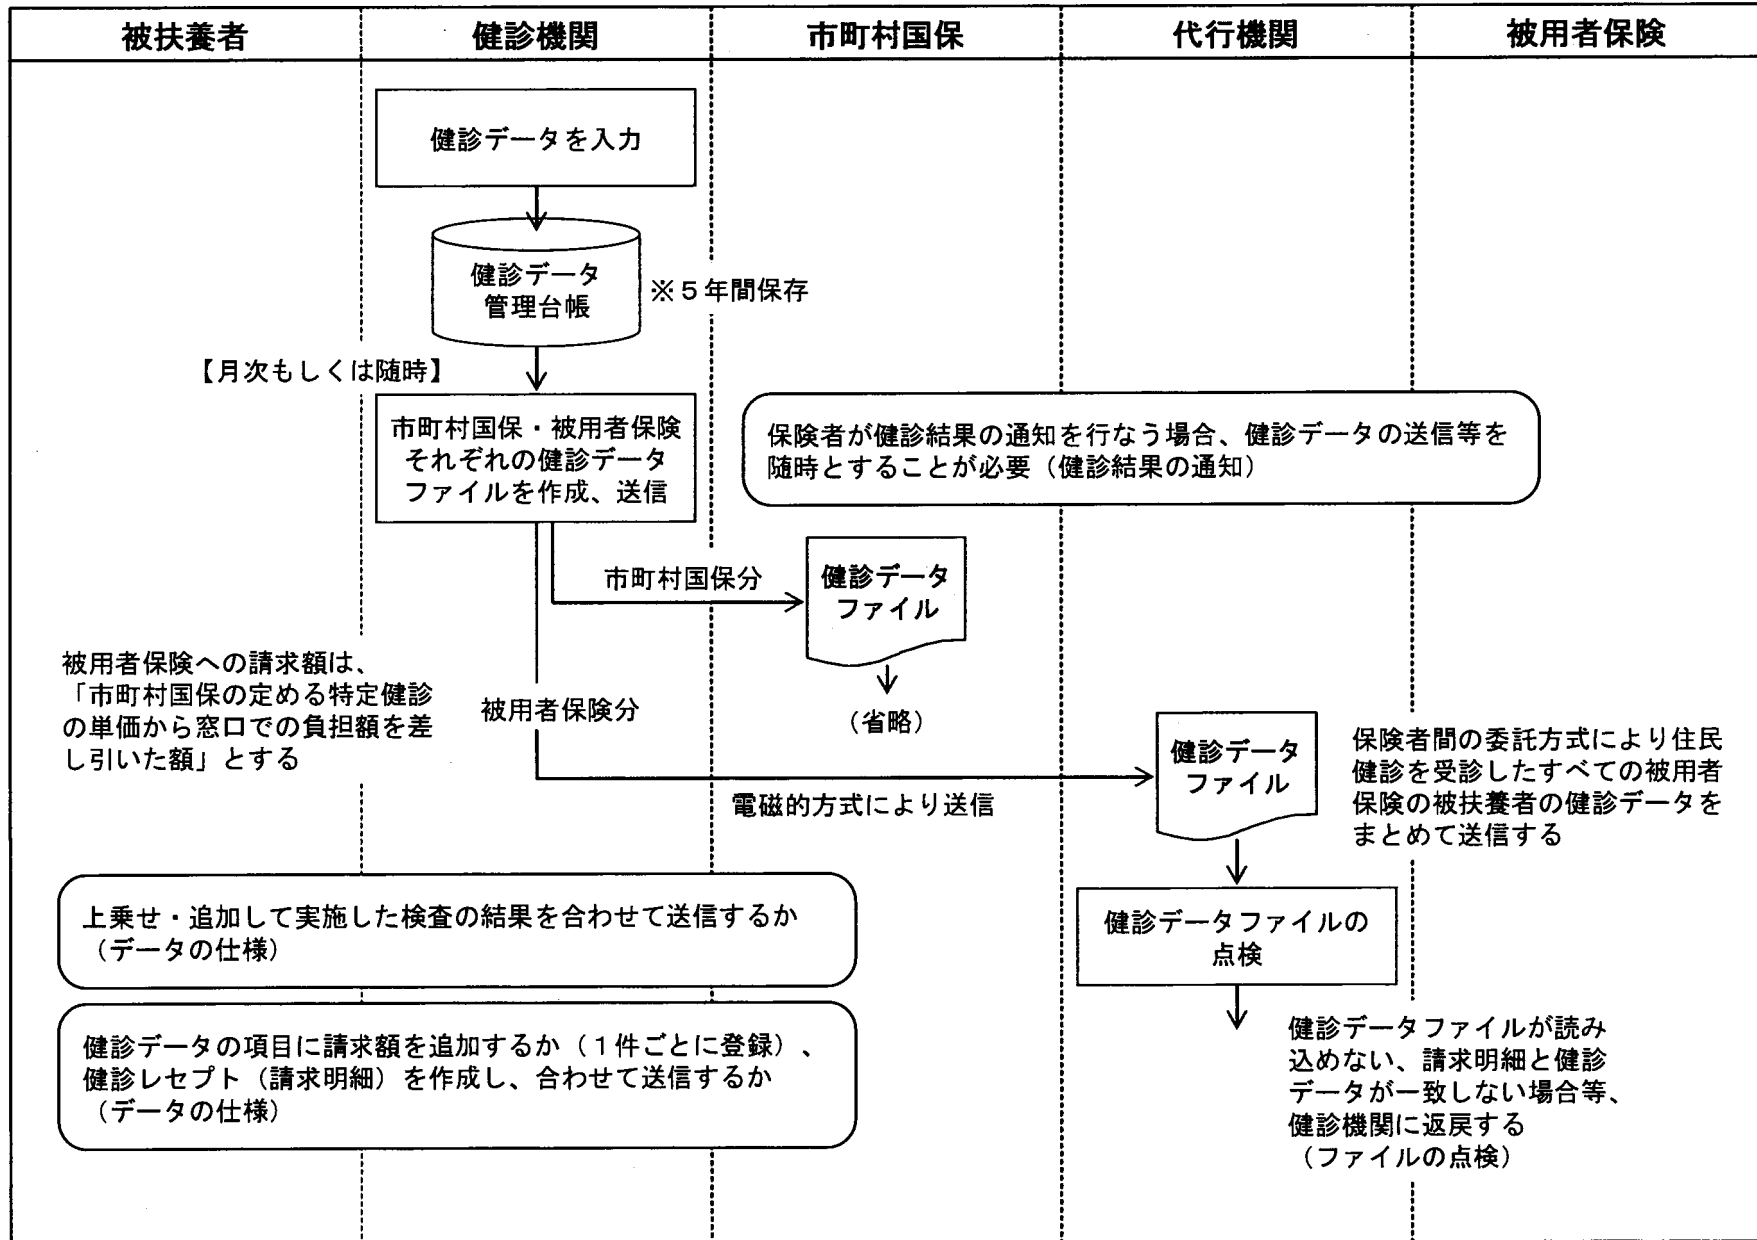 被扶養者
健診機関
市町村国保
代行機関
被用者保険
健診データを入力
健診データ
管理台帳
※５年間保存
【月次もしくは随時】
市町村国保・被用者保険
それぞれの健診データ
ファイルを作成、送信
保険者が健診結果の通知を行なう場合、健診データの送信等を
随時とすることが必要（健診結果の通知）
市町村国保分
健診データ
ファイル
（省略）
被用者保険への請求額は、
「市町村国保の定める特定健診
の単価から窓口での負担額を差
し引いた額」とする
被用者保険分
電磁的方式により送信
健診データ
ファイル
保険者間の委託方式により住民
健診を受診したすべての被用者
保険の被扶養者の健診データを
まとめて送信する
上乗せ・追加して実施した検査の結果を合わせて送信するか
（データの仕様）
健診データファイルの
点検
健診データの項目に請求額を追加するか（１件ごとに登録）、
健診レセプト（請求明細）を作成し、合わせて送信するか
（データの仕様）
健診データファイルが読み
込めない、請求明細と健診
データが一致しない場合等、
健診機関に返戻する
（ファイルの点検）